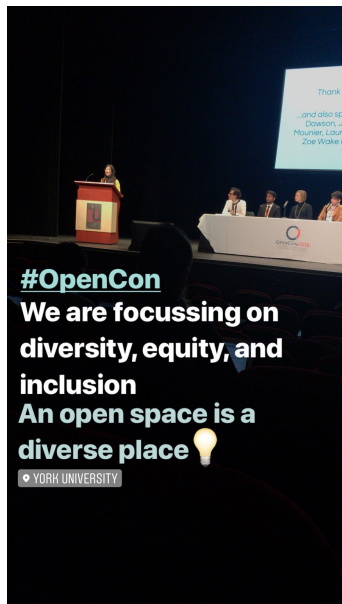 Thank
...and also sp
Dawson, J
Mounier, Laur
Zoe Wake
OpenCon2018
#OpenCon
We are focussing on
diversity, equity, and
inclusion
An open space is a
diverse place
YORK UNIVERSITY